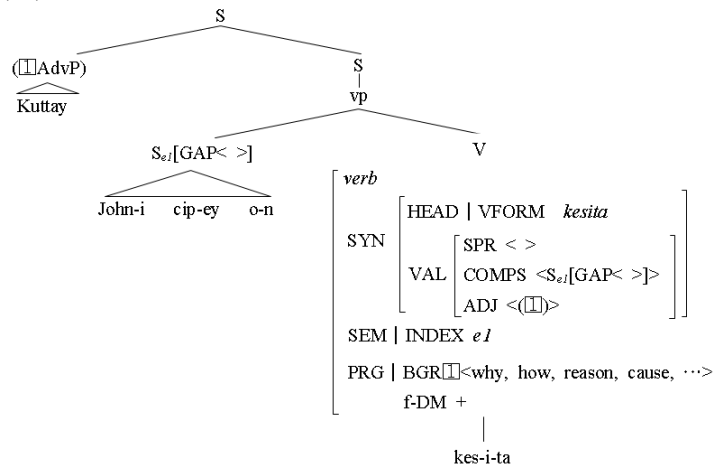 S
(1AdvP)
S
Kuttay
vp
Se1[GAP< >]
V
John-i cip-ey o-n
verb
HEAD | VFORM kesita
SYN
SPR < >
VAL
COMPS <Se1[GAP< >]>
ADJ <(1)>
SEM | INDEX e1
PRG | BGR1<why, how, reason, cause, ···>
f-DM +
kes-i-ta